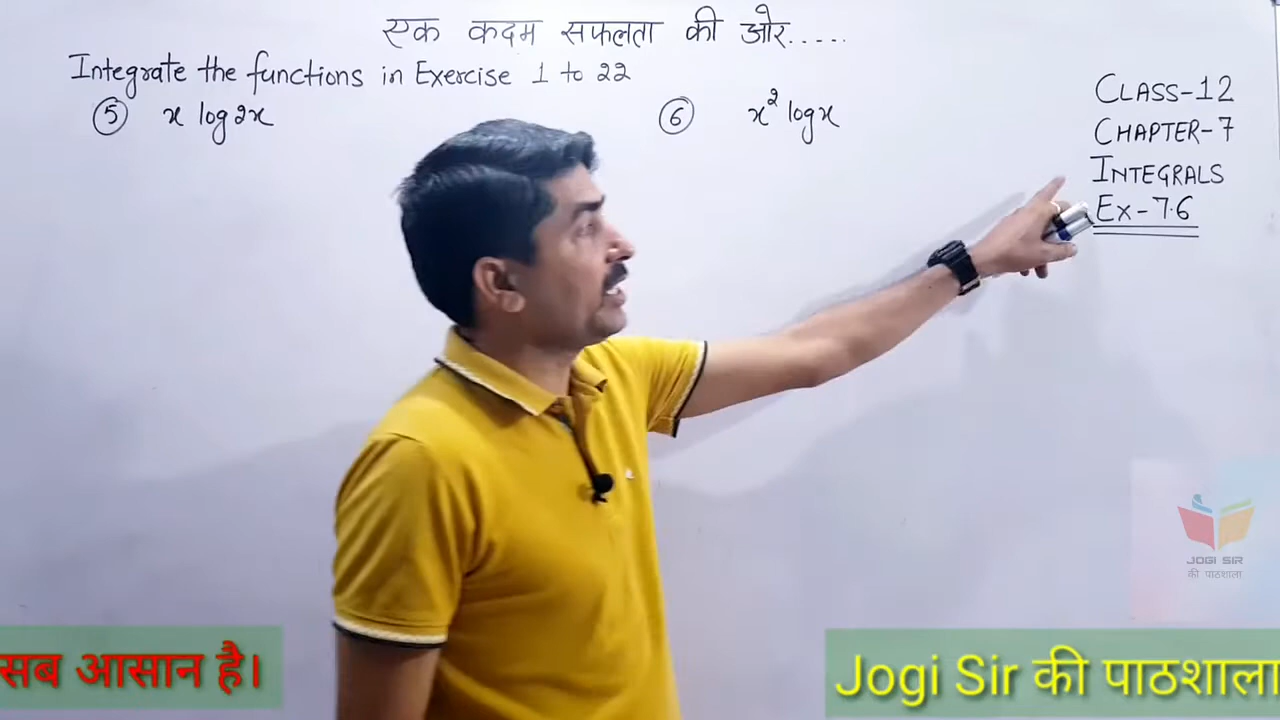 एक कदम सफलता की ओर.....
Integrate the functions in Exercise 1 to 22
5 x log 2x
6 x² log x
CLASS-12
CHAPTER-7
INTEGRALS
EX-7.6
JOGI SIR
की पाठशाला
सब आसान है।
Jogi Sir की पाठशाला